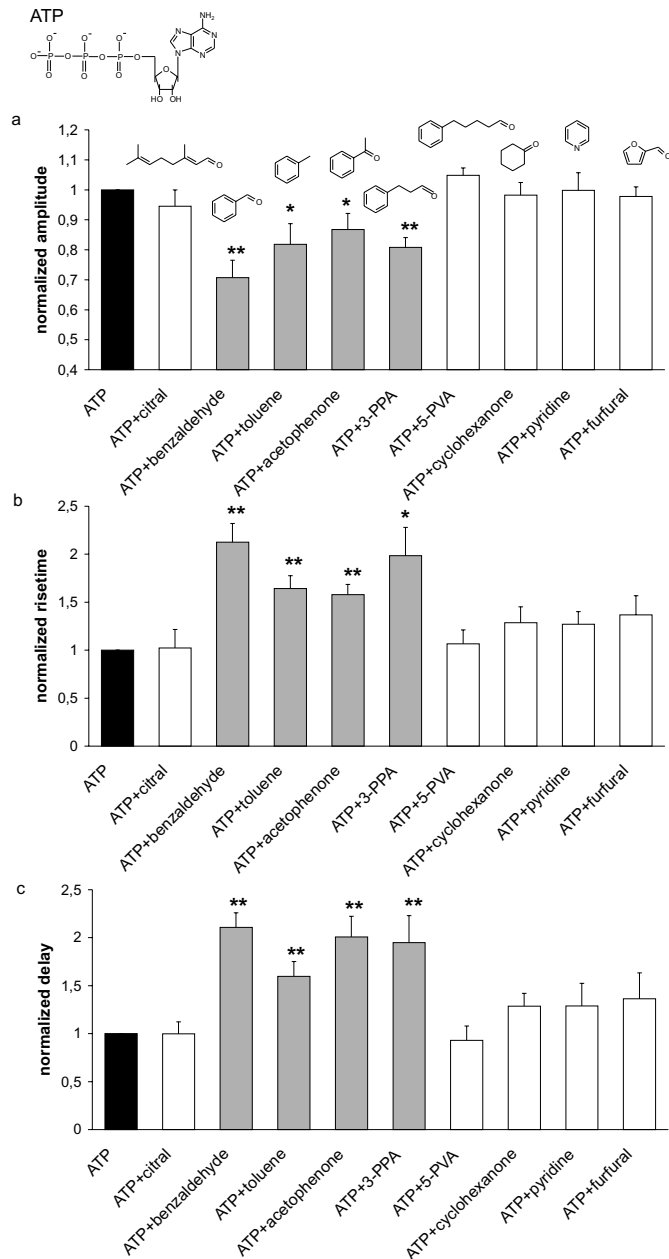 ATP
NH₂
N
N
N
N
O⁻
O⁻
O⁻
⁻O
P
O
P
O
P
O
O
O
O
O
HO
OH
a
normalized amplitude
1,2
1,1
1
0,9
0,8
0,7
0,6
0,5
0,4
O
O
**
*
O
*
O
**
O
O
N
O
O
ATP
ATP+citral
ATP+benzaldehyde
ATP+toluene
ATP+acetophenone
ATP+3-PPA
ATP+5-PVA
ATP+cyclohexanone
ATP+pyridine
ATP+furfural
b
normalized risetime
2,5
2
1,5
1
0,5
0
**
**
**
*
ATP
ATP+citral
ATP+benzaldehyde
ATP+toluene
ATP+acetophenone
ATP+3-PPA
ATP+5-PVA
ATP+cyclohexanone
ATP+pyridine
ATP+furfural
c
normalized delay
2,5
2
1,5
1
0,5
0
**
**
**
**
ATP
ATP+citral
ATP+benzaldehyde
ATP+toluene
ATP+acetophenone
ATP+3-PPA
ATP+5-PVA
ATP+cyclohexanone
ATP+pyridine
ATP+furfural